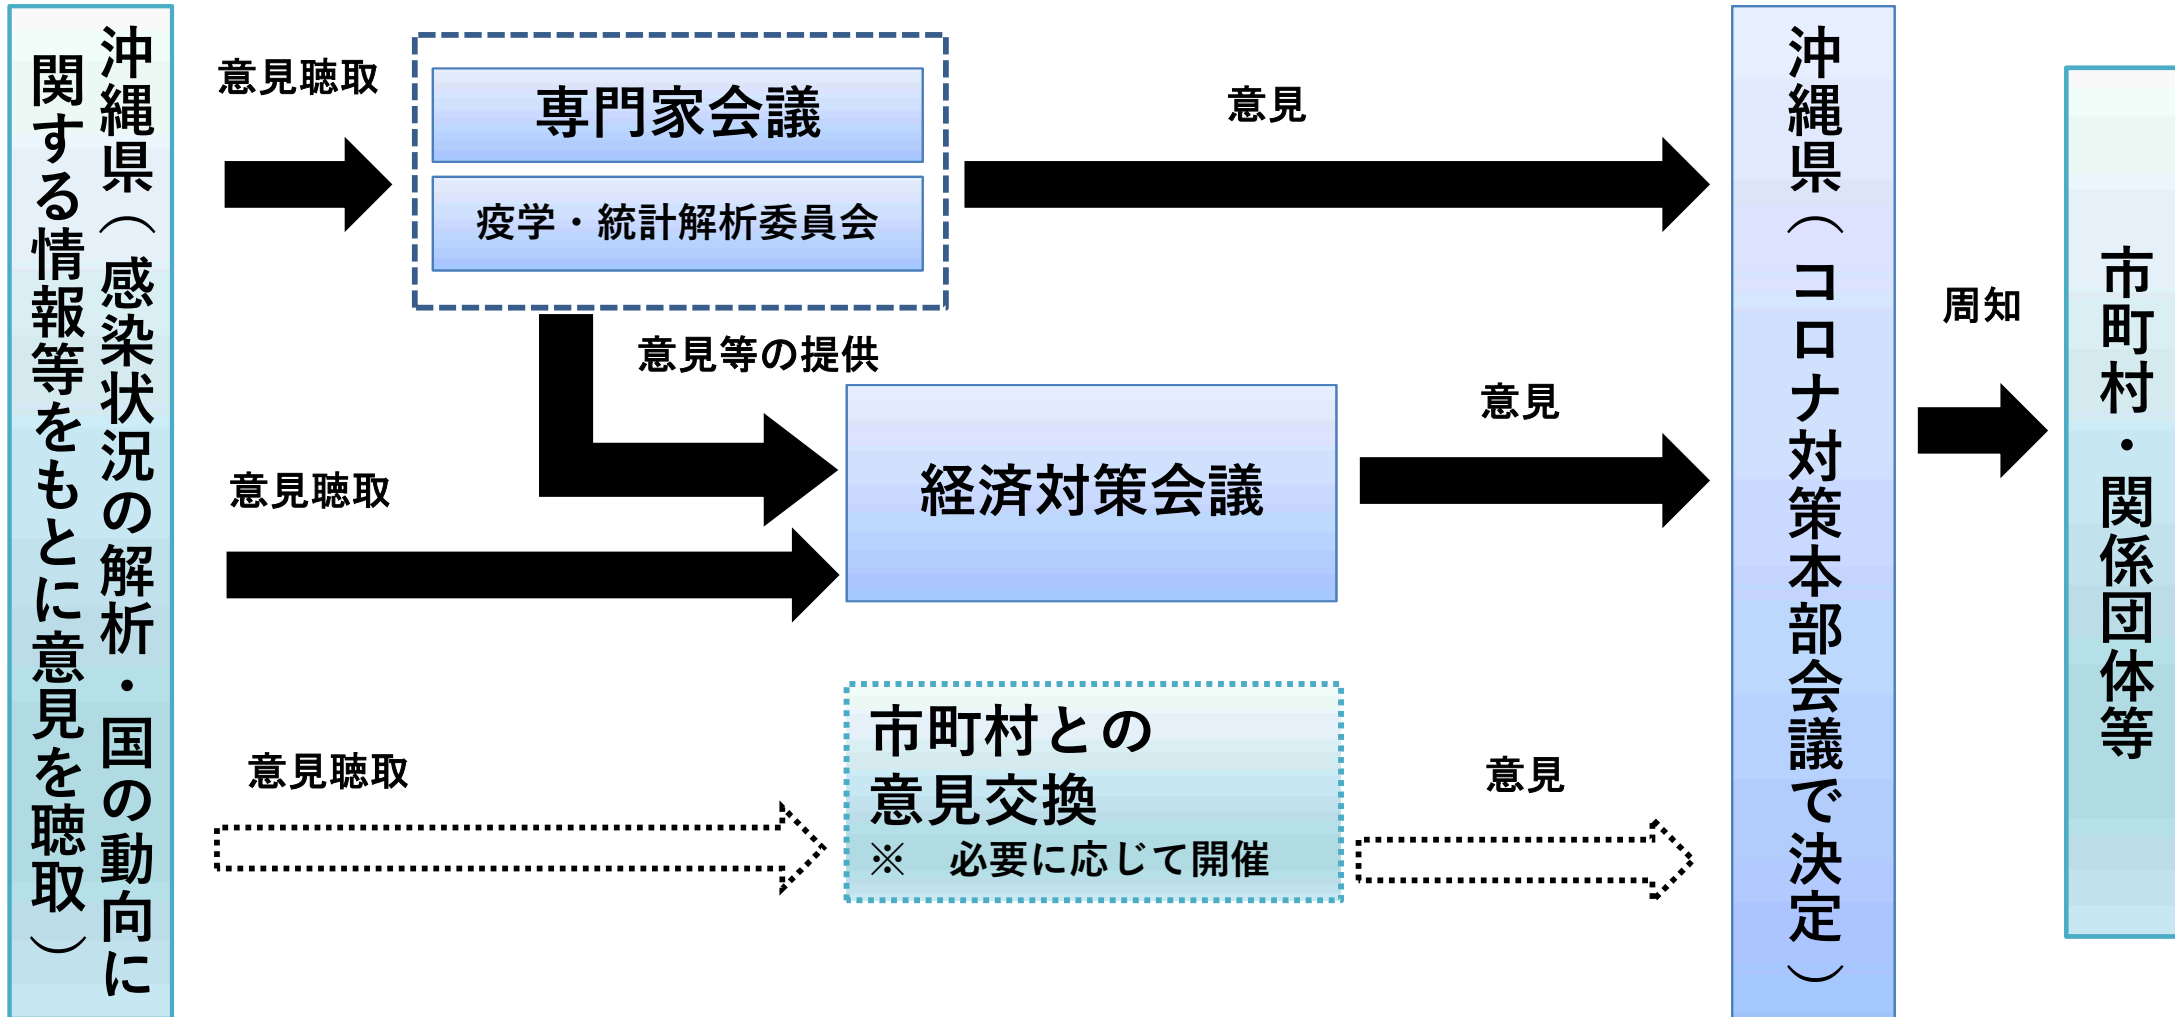 沖縄県（感染状況の解析・国の動向に
関する情報等をもとに意見を聴取）
意見聴取
専門家会議
疫学・統計解析委員会
意見
意見等の提供
意見聴取
経済対策会議
意見
意見聴取
市町村との
意見交換
※　必要に応じて開催
意見
沖縄県（コロナ対策本部会議で決定）
周知
市町村・関係団体等